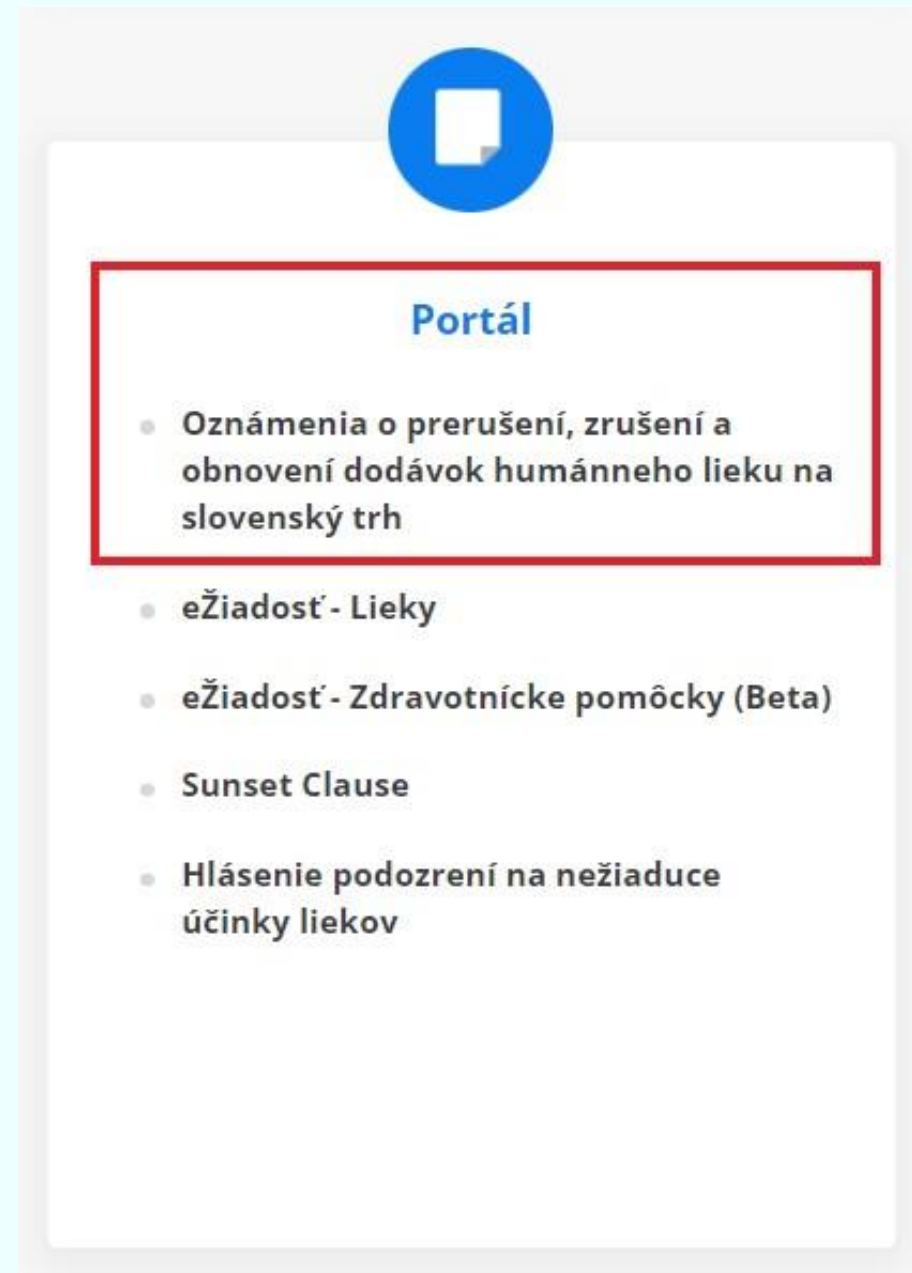 Portál
Oznámenia o prerušení, zrušení a
obnovení dodávok humánneho lieku na
slovenský trh
eŽiadosť - Lieky
eŽiadosť - Zdravotnícke pomôcky (Beta)
Sunset Clause
Hlásenie podozrení na nežiaduce
účinky liekov